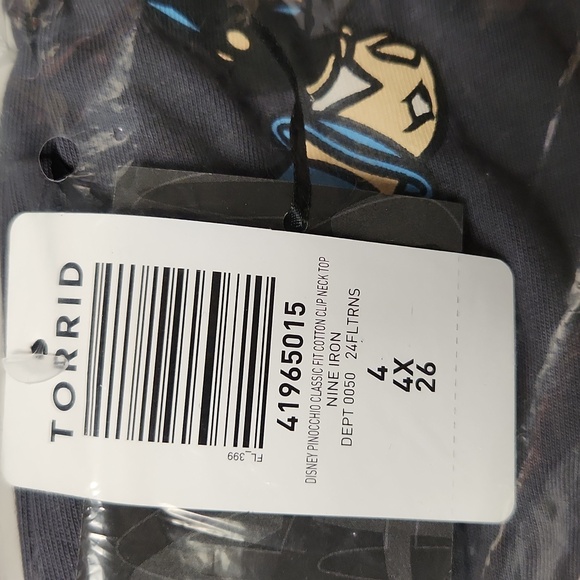 TORRID
41965015
DISNEY PINOCCHIO CLASSIC FIT COTTON CLIP NECK TOP
NINE IRON
DEPT 0050 24FLTRNS
4
4X
26
FL_399